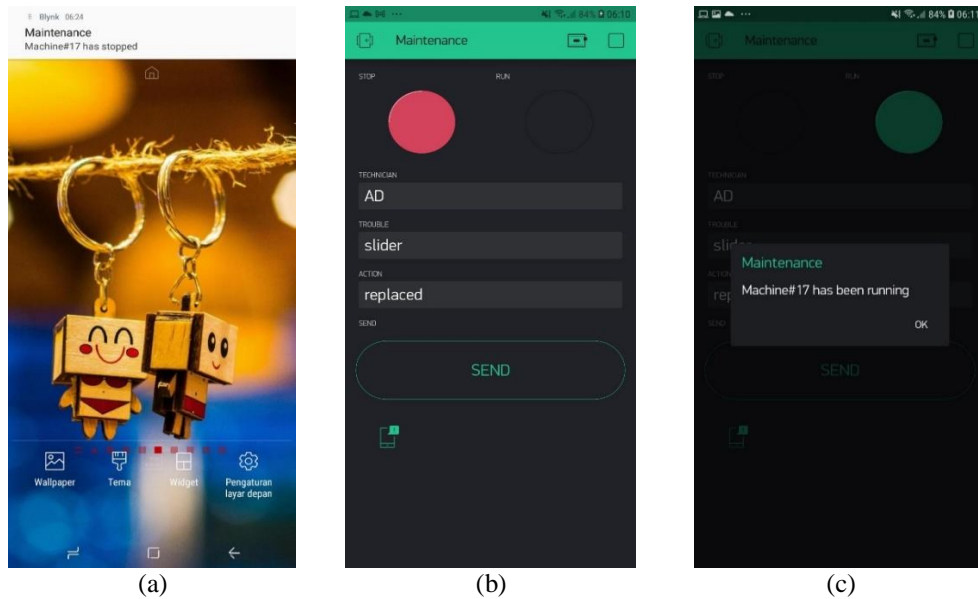 Blynk 06:24
Maintenance
Machine#17 has stopped
Wallpaper
Tema
Widget
Pengaturan
layar depan
(a)
84% 06:10
Maintenance
STOP RUN
TECHNICIAN
AD
TROUBLE
slider
ACTION
replaced
SEND
SEND
(b)
84% 06:11
Maintenance
STOP RUN
TECHNICIAN
AD
TROUBLE
Maintenance
Machine#17 has been running
OK
SEND
SEND
(c)